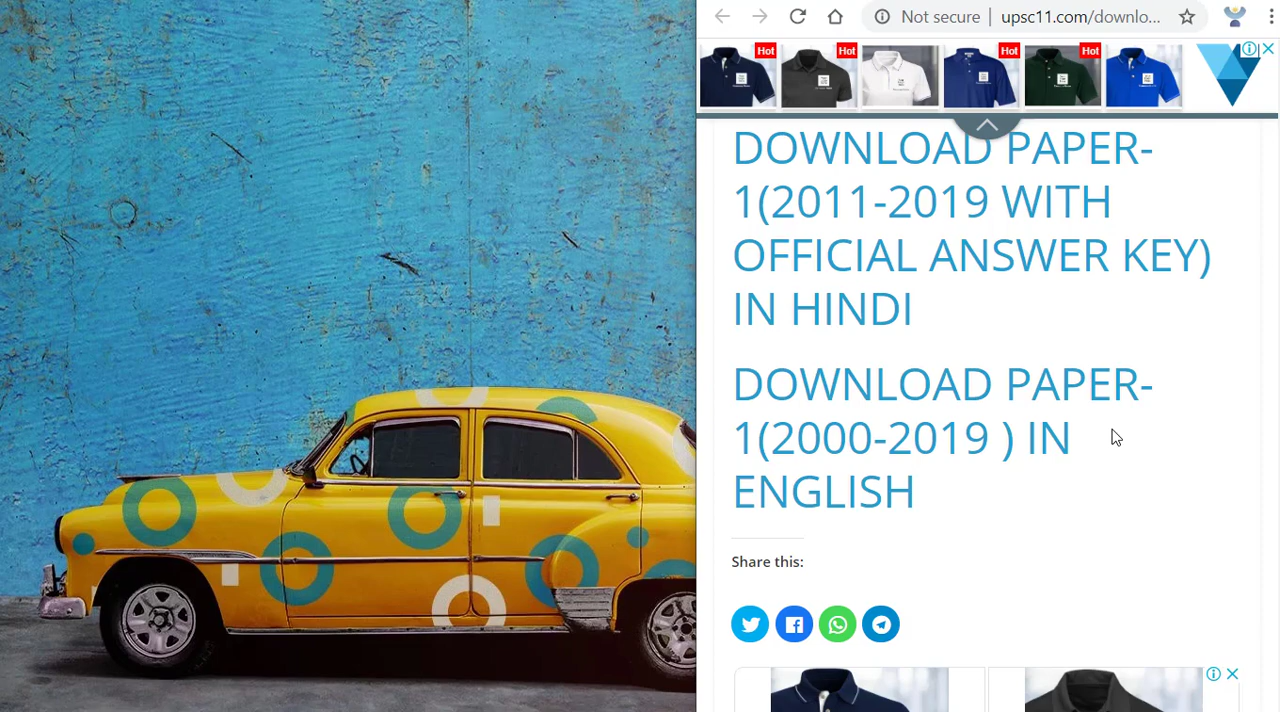 Not secure
upsc11.com/downlo...
Hot
Hot
Hot
Hot
DOWNLOAD PAPER-
1(2011-2019 WITH
OFFICIAL ANSWER KEY)
IN HINDI
DOWNLOAD PAPER-
1(2000-2019 ) IN
ENGLISH
Share this: